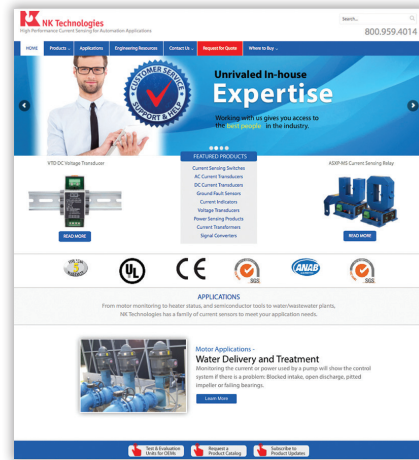 NK Technologies
High Performance Current Sensing for Automation Applications
Search...
800.959.4014
HOME Products Applications Engineering Resources Contact Us Request for Quote Where to Buy
CUSTOMER SERVICE
SUPPORT & HELP
Unrivaled In-house
Expertise
Working with us gives you access to
the best people in the industry.
FEATURED PRODUCTS
VTD DC Voltage Transducer
READ MORE
Current Sensing Switches
AC Current Transducers
DC Current Transducers
Ground Fault Sensors
Current Indicators
Voltage Transducers
Power Sensing Products
Current Transformers
Signal Converters
ASXP-MS Current Sensing Relay
READ MORE
5
UL
CE
SGS
ANAB
SGS
APPLICATIONS
From motor monitoring to heater status, and semiconductor tools to water/wastewater plants,
NK Technologies has a family of current sensors to meet your application needs.
Motor Applications -
Water Delivery and Treatment
Monitoring the current or power used by a pump will show the control
system if there is a problem: Blocked intake, open discharge, pitted
impeller or failing bearings.
Learn More
Test & Evaluation
Units for OEMs
Request a
Product Catalog
Subscribe to
Product Updates